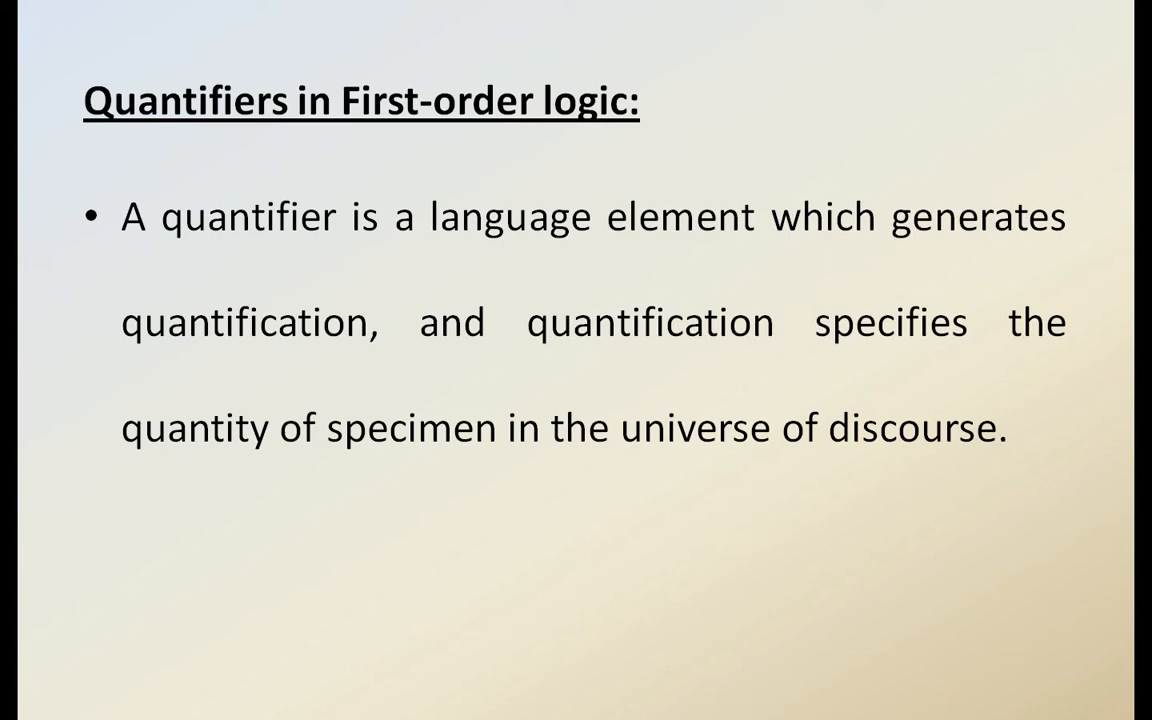 Quantifiers in First-order logic:
• A quantifier is a language element which generates
quantification, and quantification specifies the
quantity of specimen in the universe of discourse.